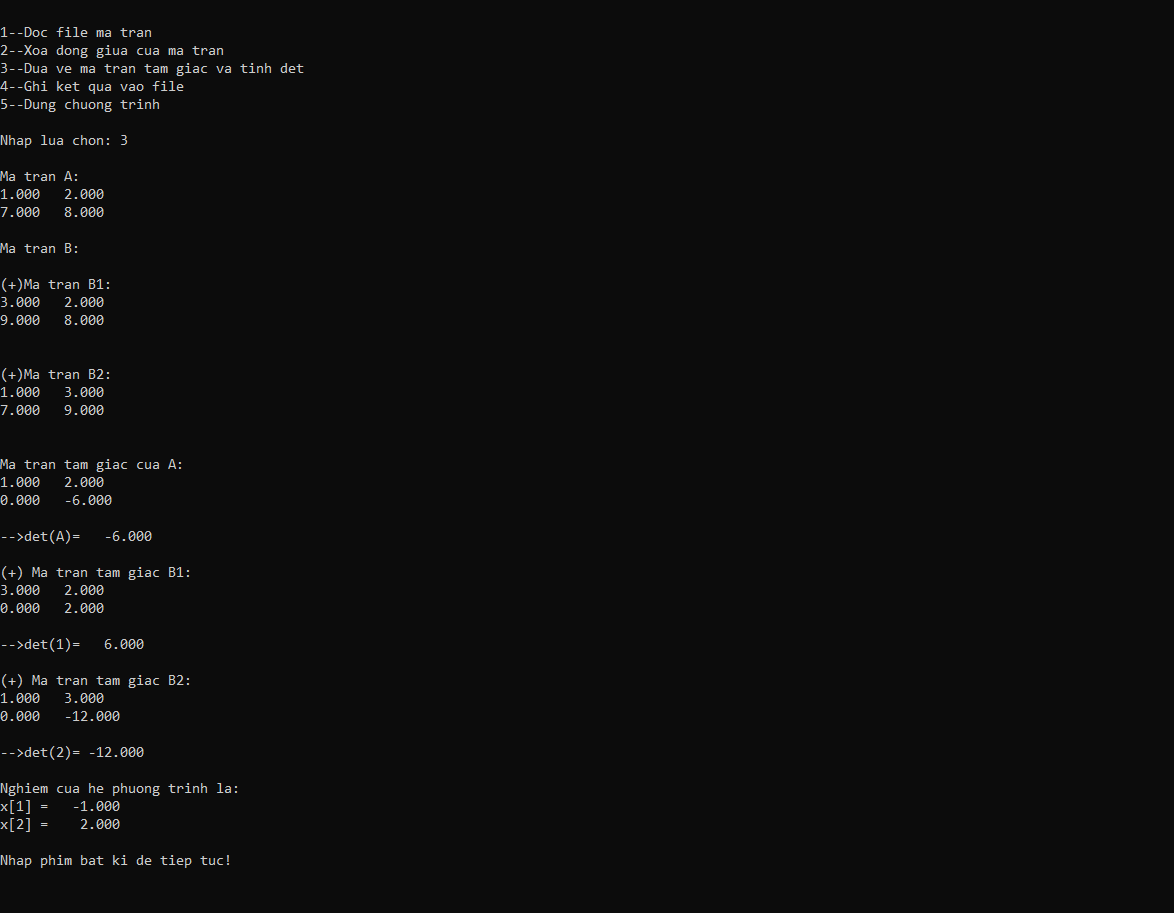 1--Doc file ma tran
2--Xoa dong giua cua ma tran
3--Dua ve ma tran tam giac va tinh det
4--Ghi ket qua vao file
5--Dung chuong trinh
Nhap lua chon: 3
Ma tran A:
1.000   2.000
7.000   8.000
Ma tran B:
(+)Ma tran B1:
3.000   2.000
9.000   8.000
(+)Ma tran B2:
1.000   3.000
7.000   9.000
Ma tran tam giac cua A:
1.000   2.000
0.000   -6.000
-->det(A)=   -6.000
(+) Ma tran tam giac B1:
3.000   2.000
0.000   2.000
-->det(1)=   6.000
(+) Ma tran tam giac B2:
1.000   3.000
0.000   -12.000
-->det(2)= -12.000
Nghiem cua he phuong trinh la:
x[1] =   -1.000
x[2] =    2.000
Nhap phim bat ki de tiep tuc!